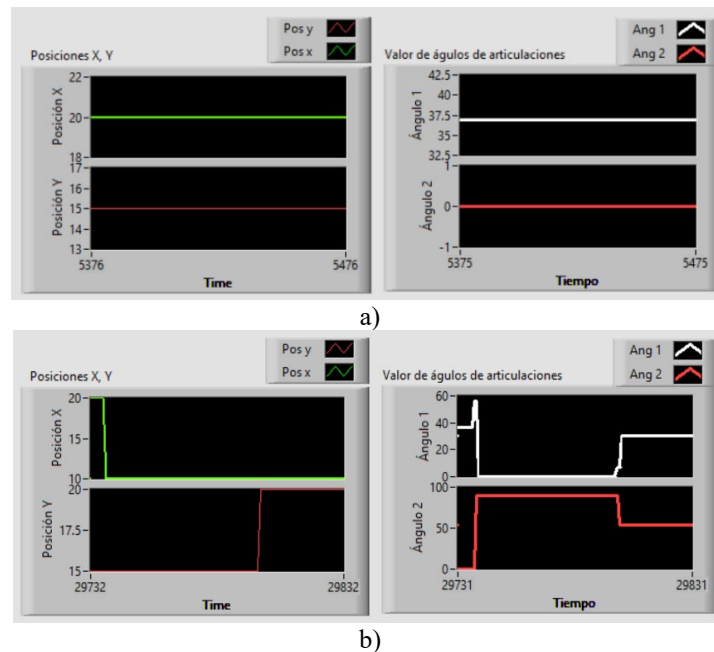 Pos y
Pos x
Posiciones X, Y
22
20
18
Posición X
17
16
15
14
13
Posición Y
5376
5476
Time
Ang 1
Ang 2
Valor de águlos de articulaciones
42.5
40
37.5
35
32.5
Ángulo 1
1
0
-1
Ángulo 2
5375
5475
Tiempo
a)
Pos y
Pos x
Posiciones X, Y
20
15
10
Posición X
20
17.5
15
Posición Y
29732
29832
Time
Ang 1
Ang 2
Valor de águlos de articulaciones
60
40
20
0
Ángulo 1
100
50
0
Ángulo 2
29731
29831
Tiempo
b)